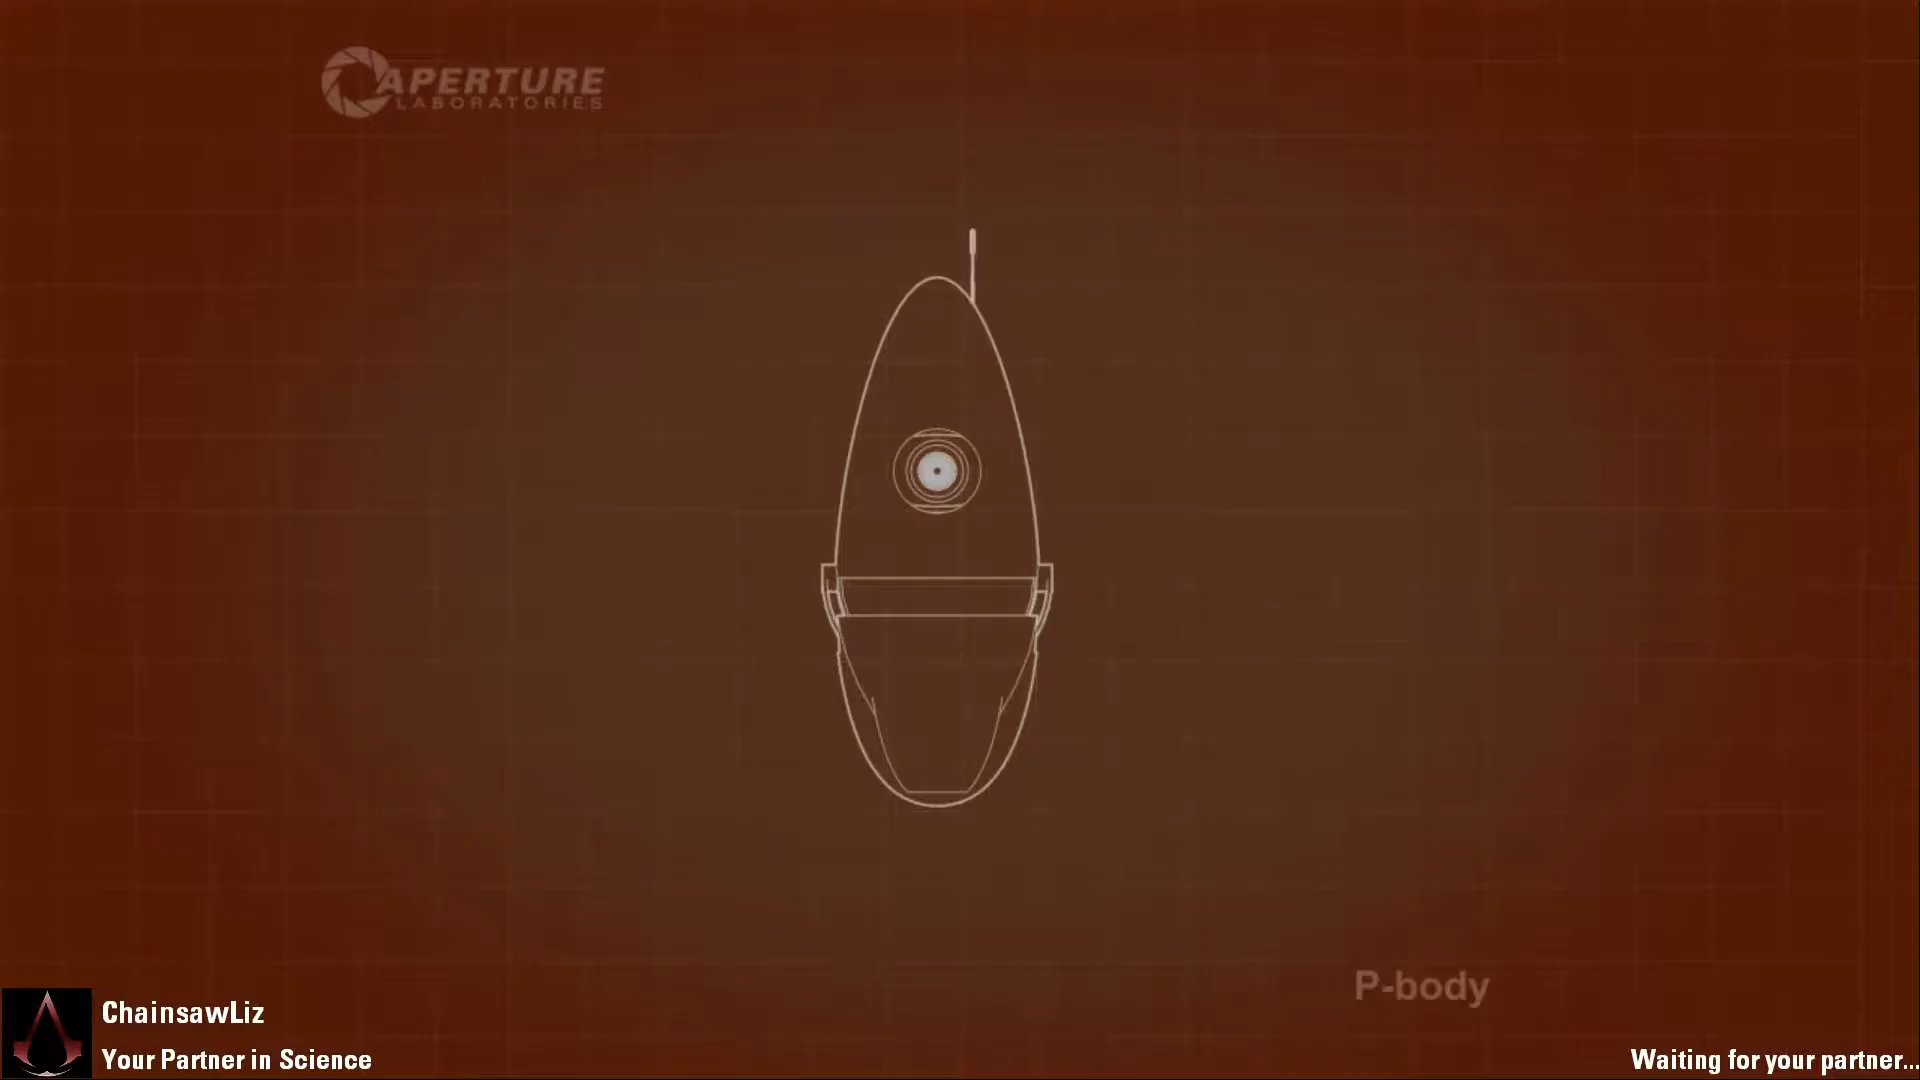 APERTURE
LABORATORIES
P-body
ChainsawLiz
Your Partner in Science
Waiting for your partner...